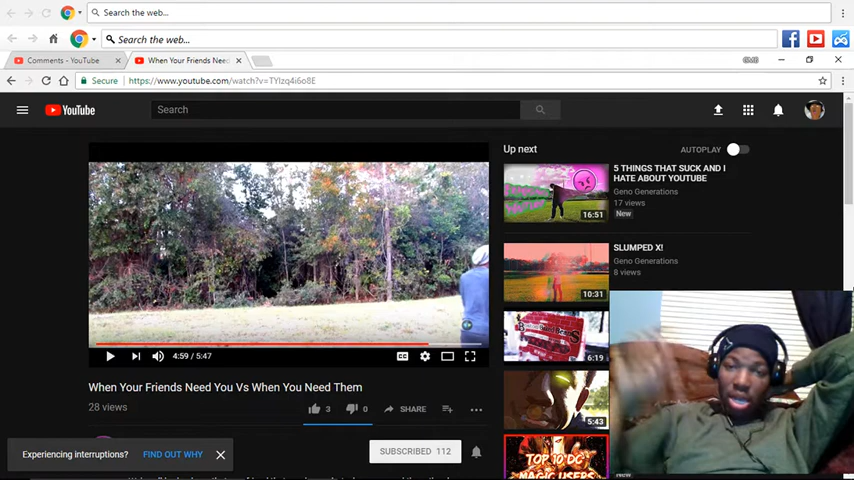 Search the web...
Search the web...
Comments - YouTube
When Your Friends Need
Secure
https://www.youtube.com/watch?v=TYlzq4i6o8E
YouTube
Search
Up next
AUTOPLAY
5 THINGS THAT SUCK AND I
HATE ABOUT YOUTUBE
Geno Generations
17 views
New
16:51
SLUMPED X!
Geno Generations
8 views
10:31
6:19
5:43
TOP 10 DC
MAGIC USERS
4:59 / 5:47
CC
When Your Friends Need You Vs When You Need Them
28 views
3
0
SHARE
SUBSCRIBED 112
Experiencing interruptions?
FIND OUT WHY